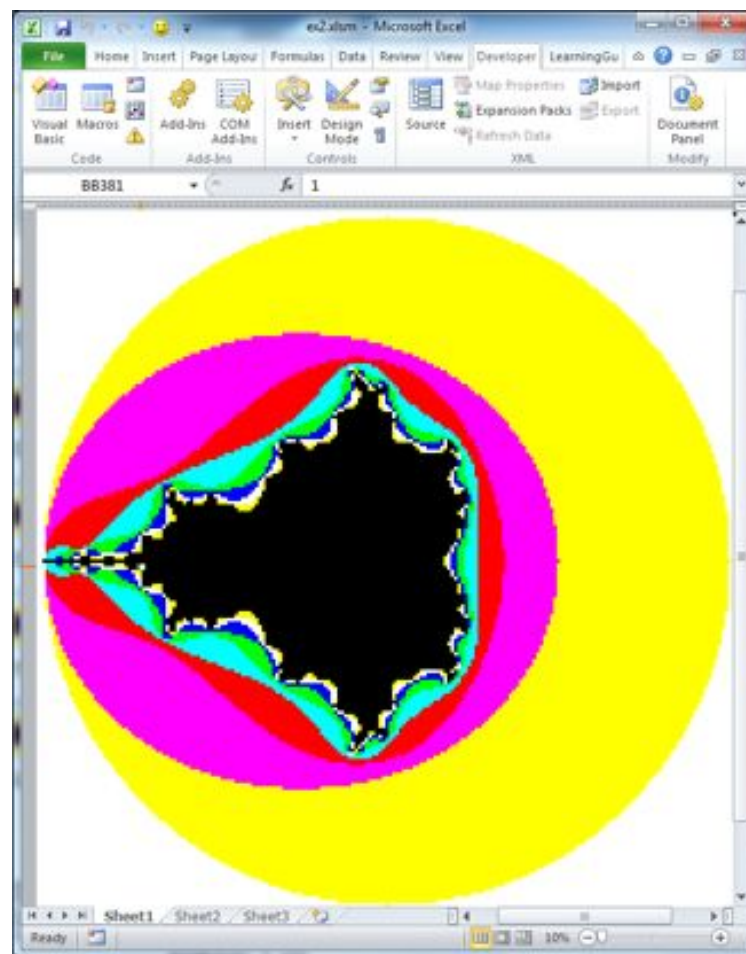 ex2.xlsm - Microsoft Excel
File Home Insert Page Layou Formulas Data Review View Developer LearningGu
Visual Basic Macros Add-Ins COM Add-Ins Insert Design Mode Source Map Properties Import
Expansion Packs Export
Refresh Data
Document Panel
Code Add-Ins Controls XML Modify
BB381 fx 1
Sheet1 Sheet2 Sheet3
Ready 10%